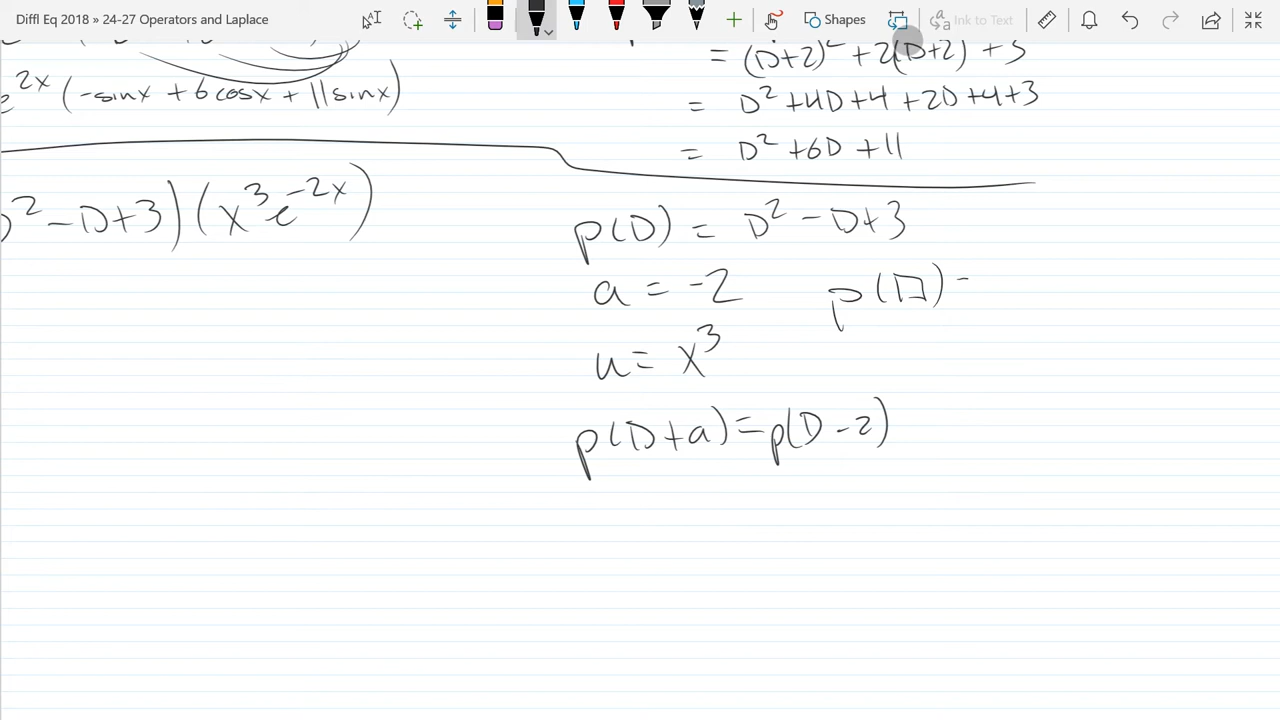 Diffl Eq 2018 » 24-27 Operators and Laplace
Shapes
Ink to Text
e^{2x} (-sinx + 6cosx + 11sinx)
= (D+2)^2 + 2(D+2) + 3
= D^2 + 4D + 4 + 2D + 4 + 3
= D^2 + 6D + 11
D^2 - D + 3) (x^3 e^{-2x})
p(D) = D^2 - D + 3
a = -2 p(□) =
u = x^3
p(D+a) = p(D-2)